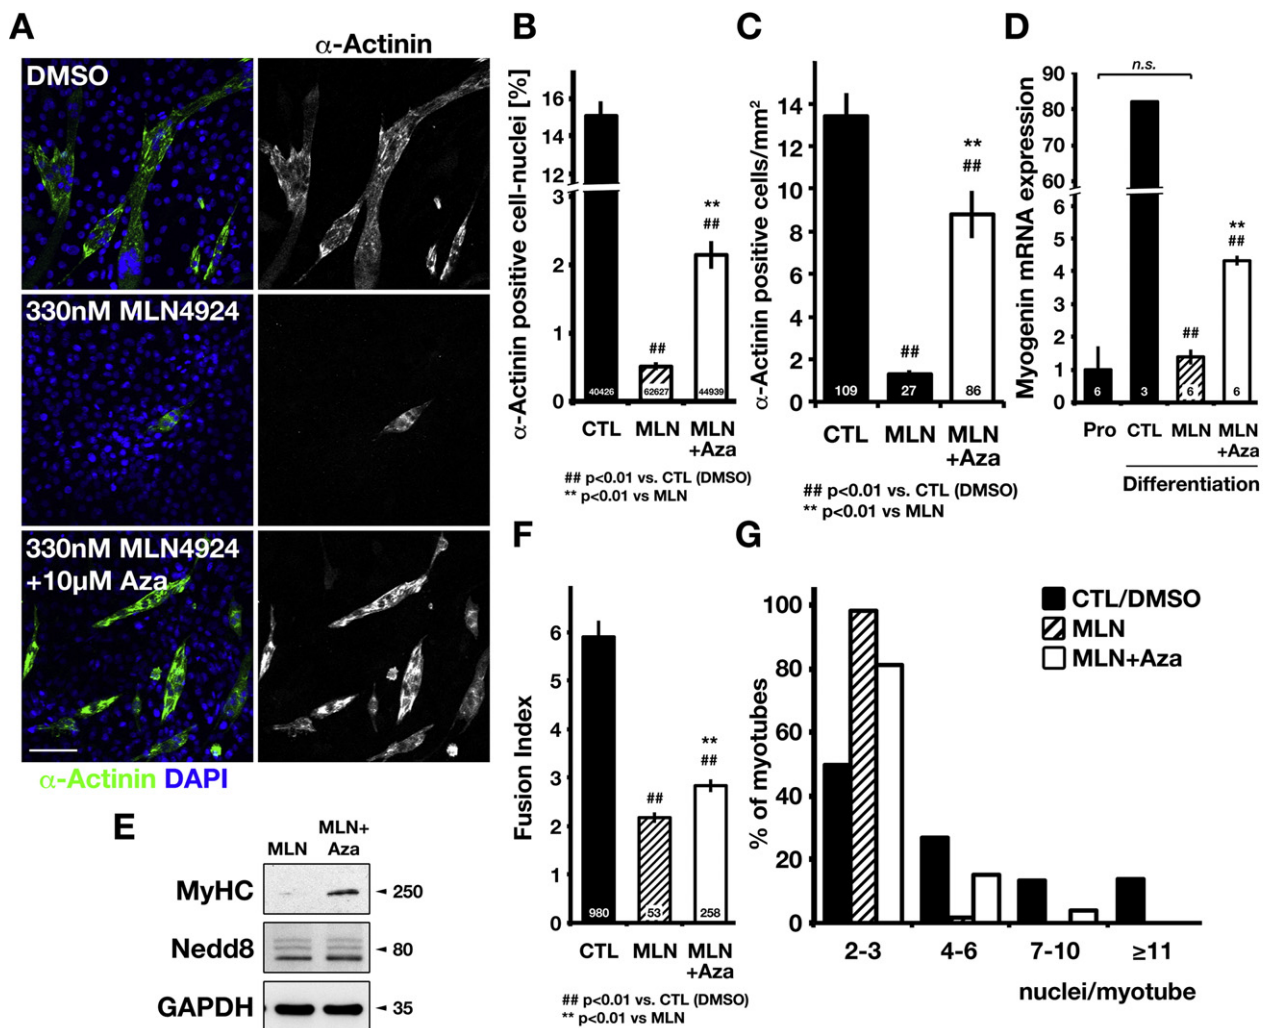 A
α-Actinin
DMSO
330nM MLN4924
330nM MLN4924
+10μM Aza
α-Actinin DAPI
B
α-Actinin positive cell-nuclei [%]
16
15
12
3
2
1
0
##
**
##
40426
62627
44939
CTL
MLN
MLN
+Aza
## p<0.01 vs. CTL (DMSO)
** p<0.01 vs MLN
C
α-Actinin positive cells/mm²
14
12
10
8
6
4
2
0
##
**
##
109
27
86
CTL
MLN
MLN
+Aza
## p<0.01 vs. CTL (DMSO)
** p<0.01 vs MLN
D
Myogenin mRNA expression
n.s.
90
80
70
60
6
5
4
3
2
1
0
##
**
##
6
3
6
6
Pro
CTL
MLN
MLN
+Aza
Differentiation
E
MLN
MLN+
Aza
MyHC
250
Nedd8
80
GAPDH
35
F
Fusion Index
6
5
4
3
2
1
0
##
**
##
980
53
258
CTL
MLN
MLN
+Aza
## p<0.01 vs. CTL (DMSO)
** p<0.01 vs MLN
G
% of myotubes
100
80
60
40
20
0
CTL/DMSO
MLN
MLN+Aza
2-3
4-6
7-10
≥11
nuclei/myotube